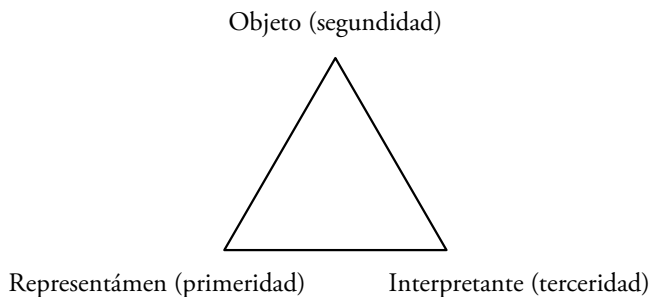 Objeto (segundidad)
Representámen (primeridad) Interpretante (terceridad)